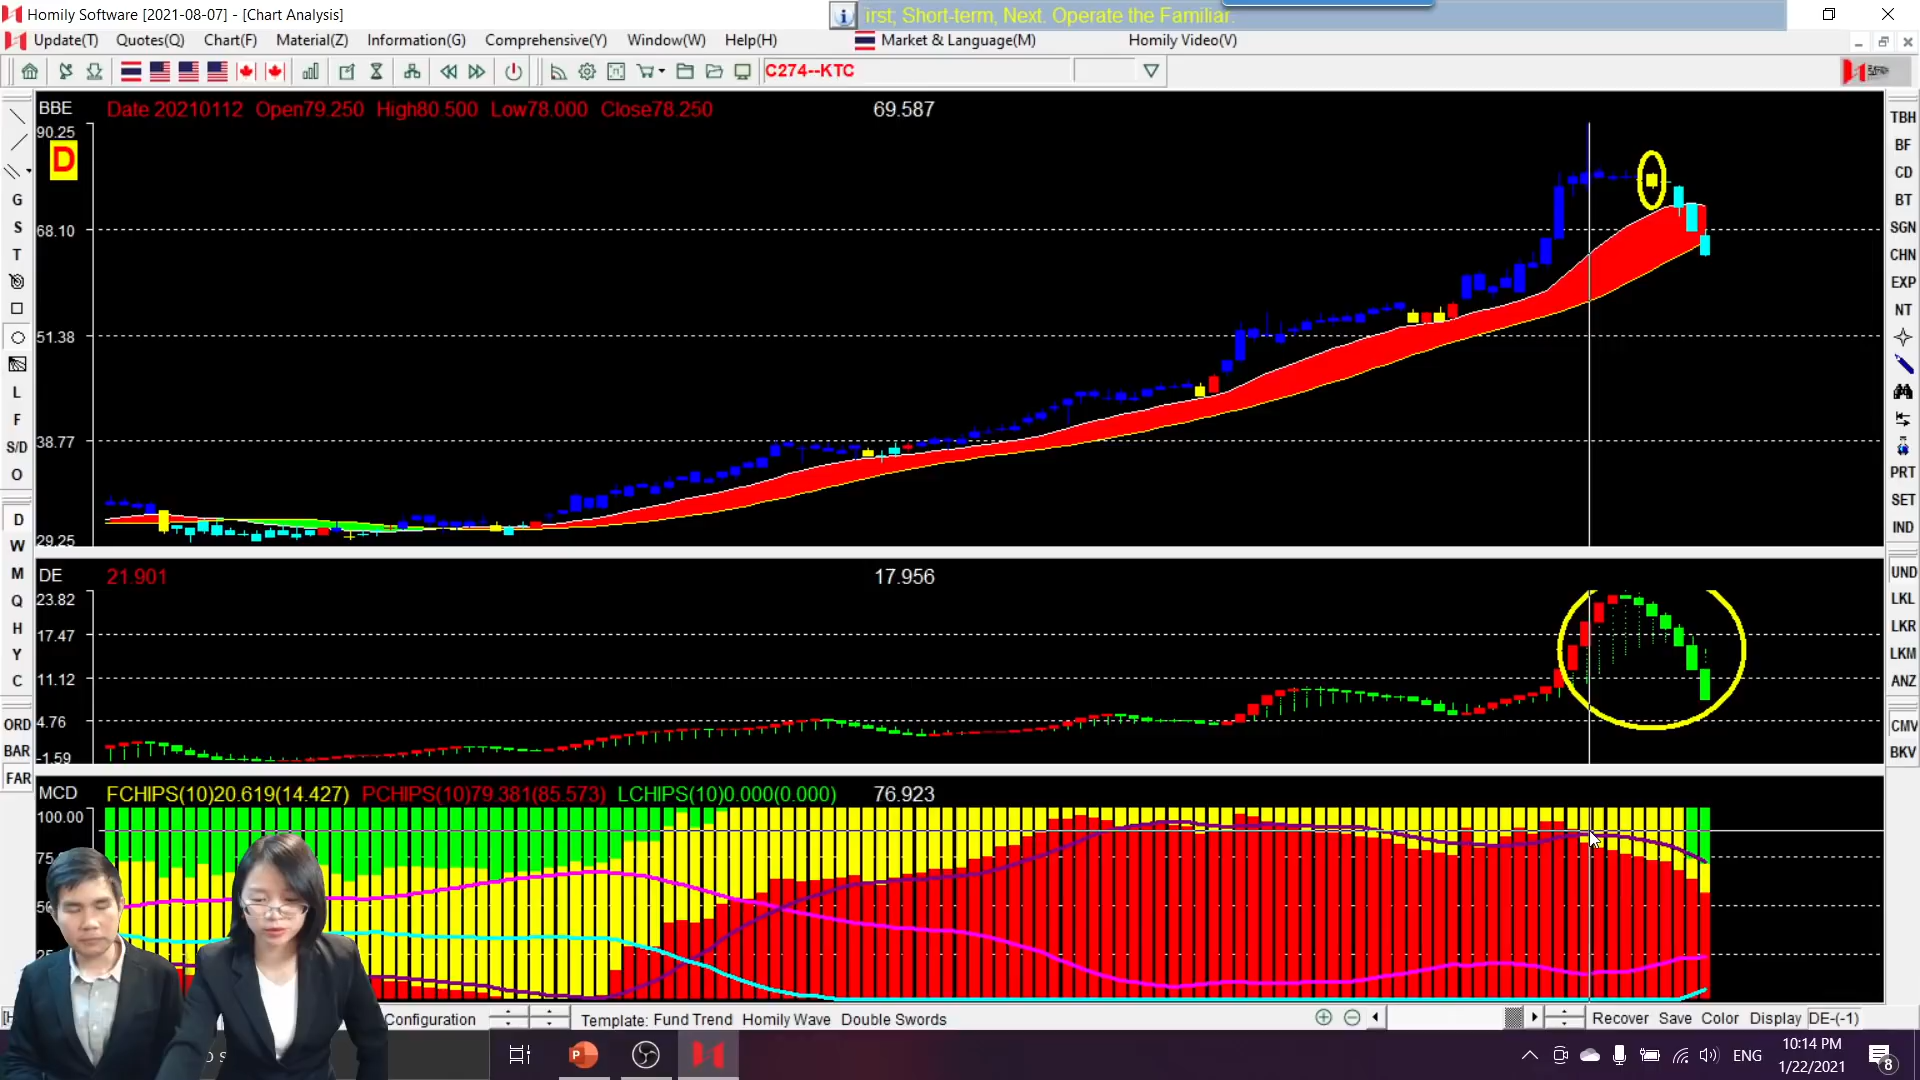 Homily Software [2021-08-07] - [Chart Analysis]
irst; Short-term, Next. Operate the Familiar.
Update(T) Quotes(Q) Chart(F) Material(Z) Information(G) Comprehensive(Y) Window(W) Help(H) Market & Language(M) Homily Video(V)
C274--KTC
BBE Date 20210112 Open79.250 High80.500 Low78.000 Close78.250 69.587
90.25
D
68.10
51.38
38.77
29.25
DE 21.901 17.956
23.82
17.47
11.12
4.76
-1.59
MCD FCHIPS(10)20.619(14.427) PCHIPS(10)79.381(85.573) LCHIPS(10)0.000(0.000) 76.923
100.00
G
S
T
L
F
S/D
O
D
W
M
Q
H
Y
C
ORD
BAR
FAR
TBH
BF
CD
BT
SGN
CHN
EXP
NT
PRT
SET
IND
UND
LKL
LKR
LKM
ANZ
CMV
BKV
Configuration Template: Fund Trend Homily Wave Double Swords Recover Save Color Display DE-(-1)
ENG 10:14 PM
1/22/2021
8